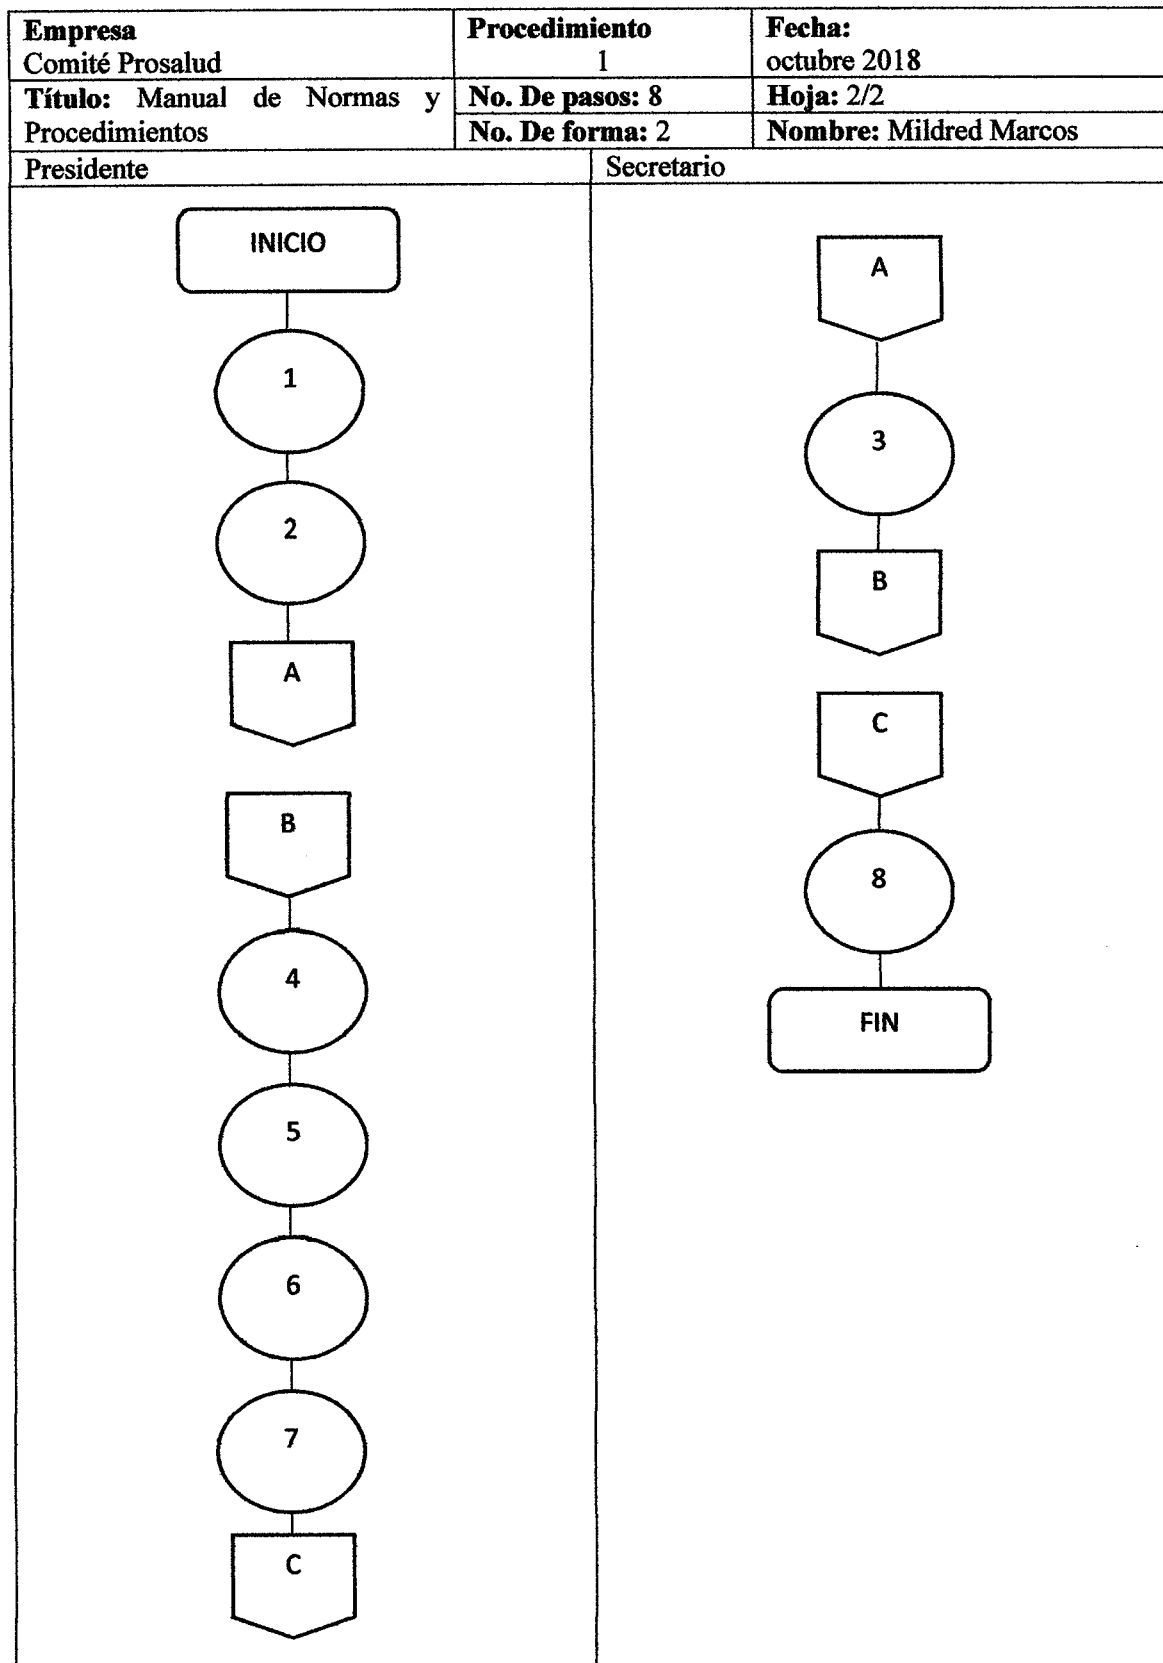 Empresa
Comité Prosalud
Procedimiento
1
Fecha:
octubre 2018
Título: Manual de Normas y
Procedimientos
No. De pasos: 8
No. De forma: 2
Hoja: 2/2
Nombre: Mildred Marcos
Presidente
Secretario
INICIO
1
2
A
B
4
5
6
7
C
A
3
B
C
8
FIN